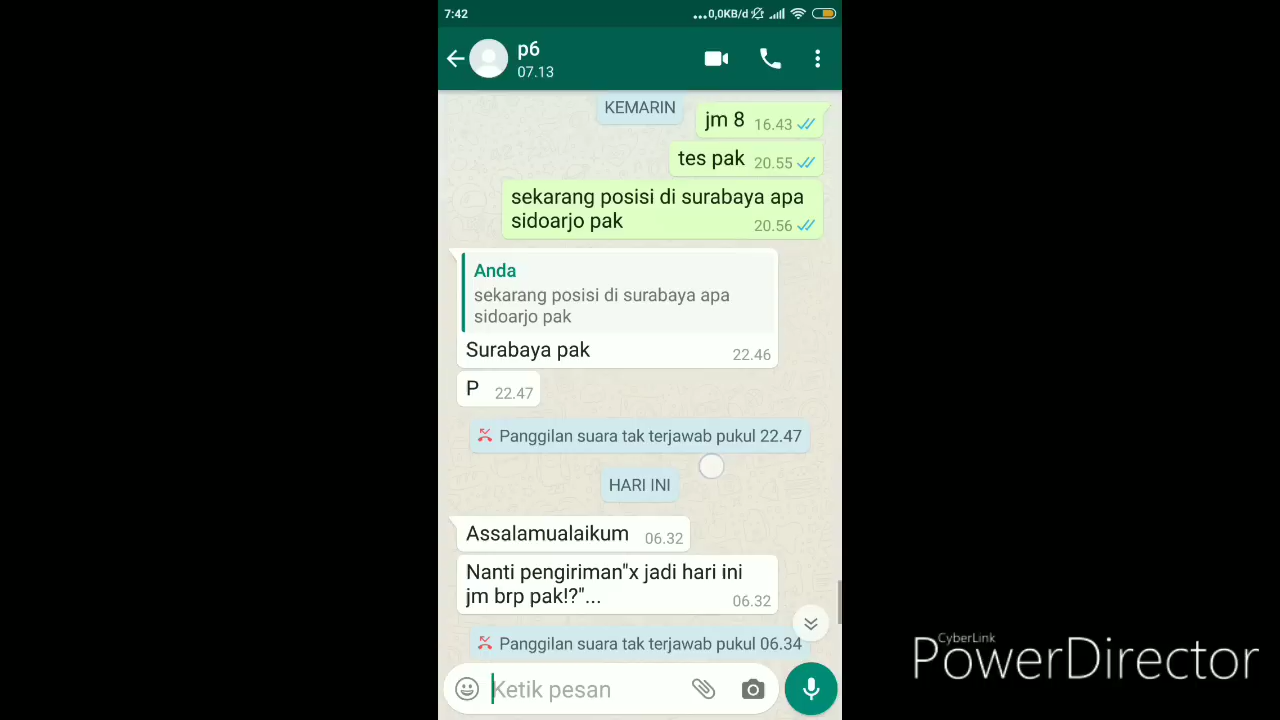 7:42
...0,0KB/d
p6
07.13
KEMARIN
jm 8 16.43
tes pak 20.55
sekarang posisi di surabaya apa
sidoarjo pak 20.56
Anda
sekarang posisi di surabaya apa
sidoarjo pak
Surabaya pak 22.46
P 22.47
Panggilan suara tak terjawab pukul 22.47
HARI INI
Assalamualaikum 06.32
Nanti pengiriman"x jadi hari ini
jm brp pak!?"... 06.32
Panggilan suara tak terjawab pukul 06.34
Ketik pesan
CyberLink
PowerDirector